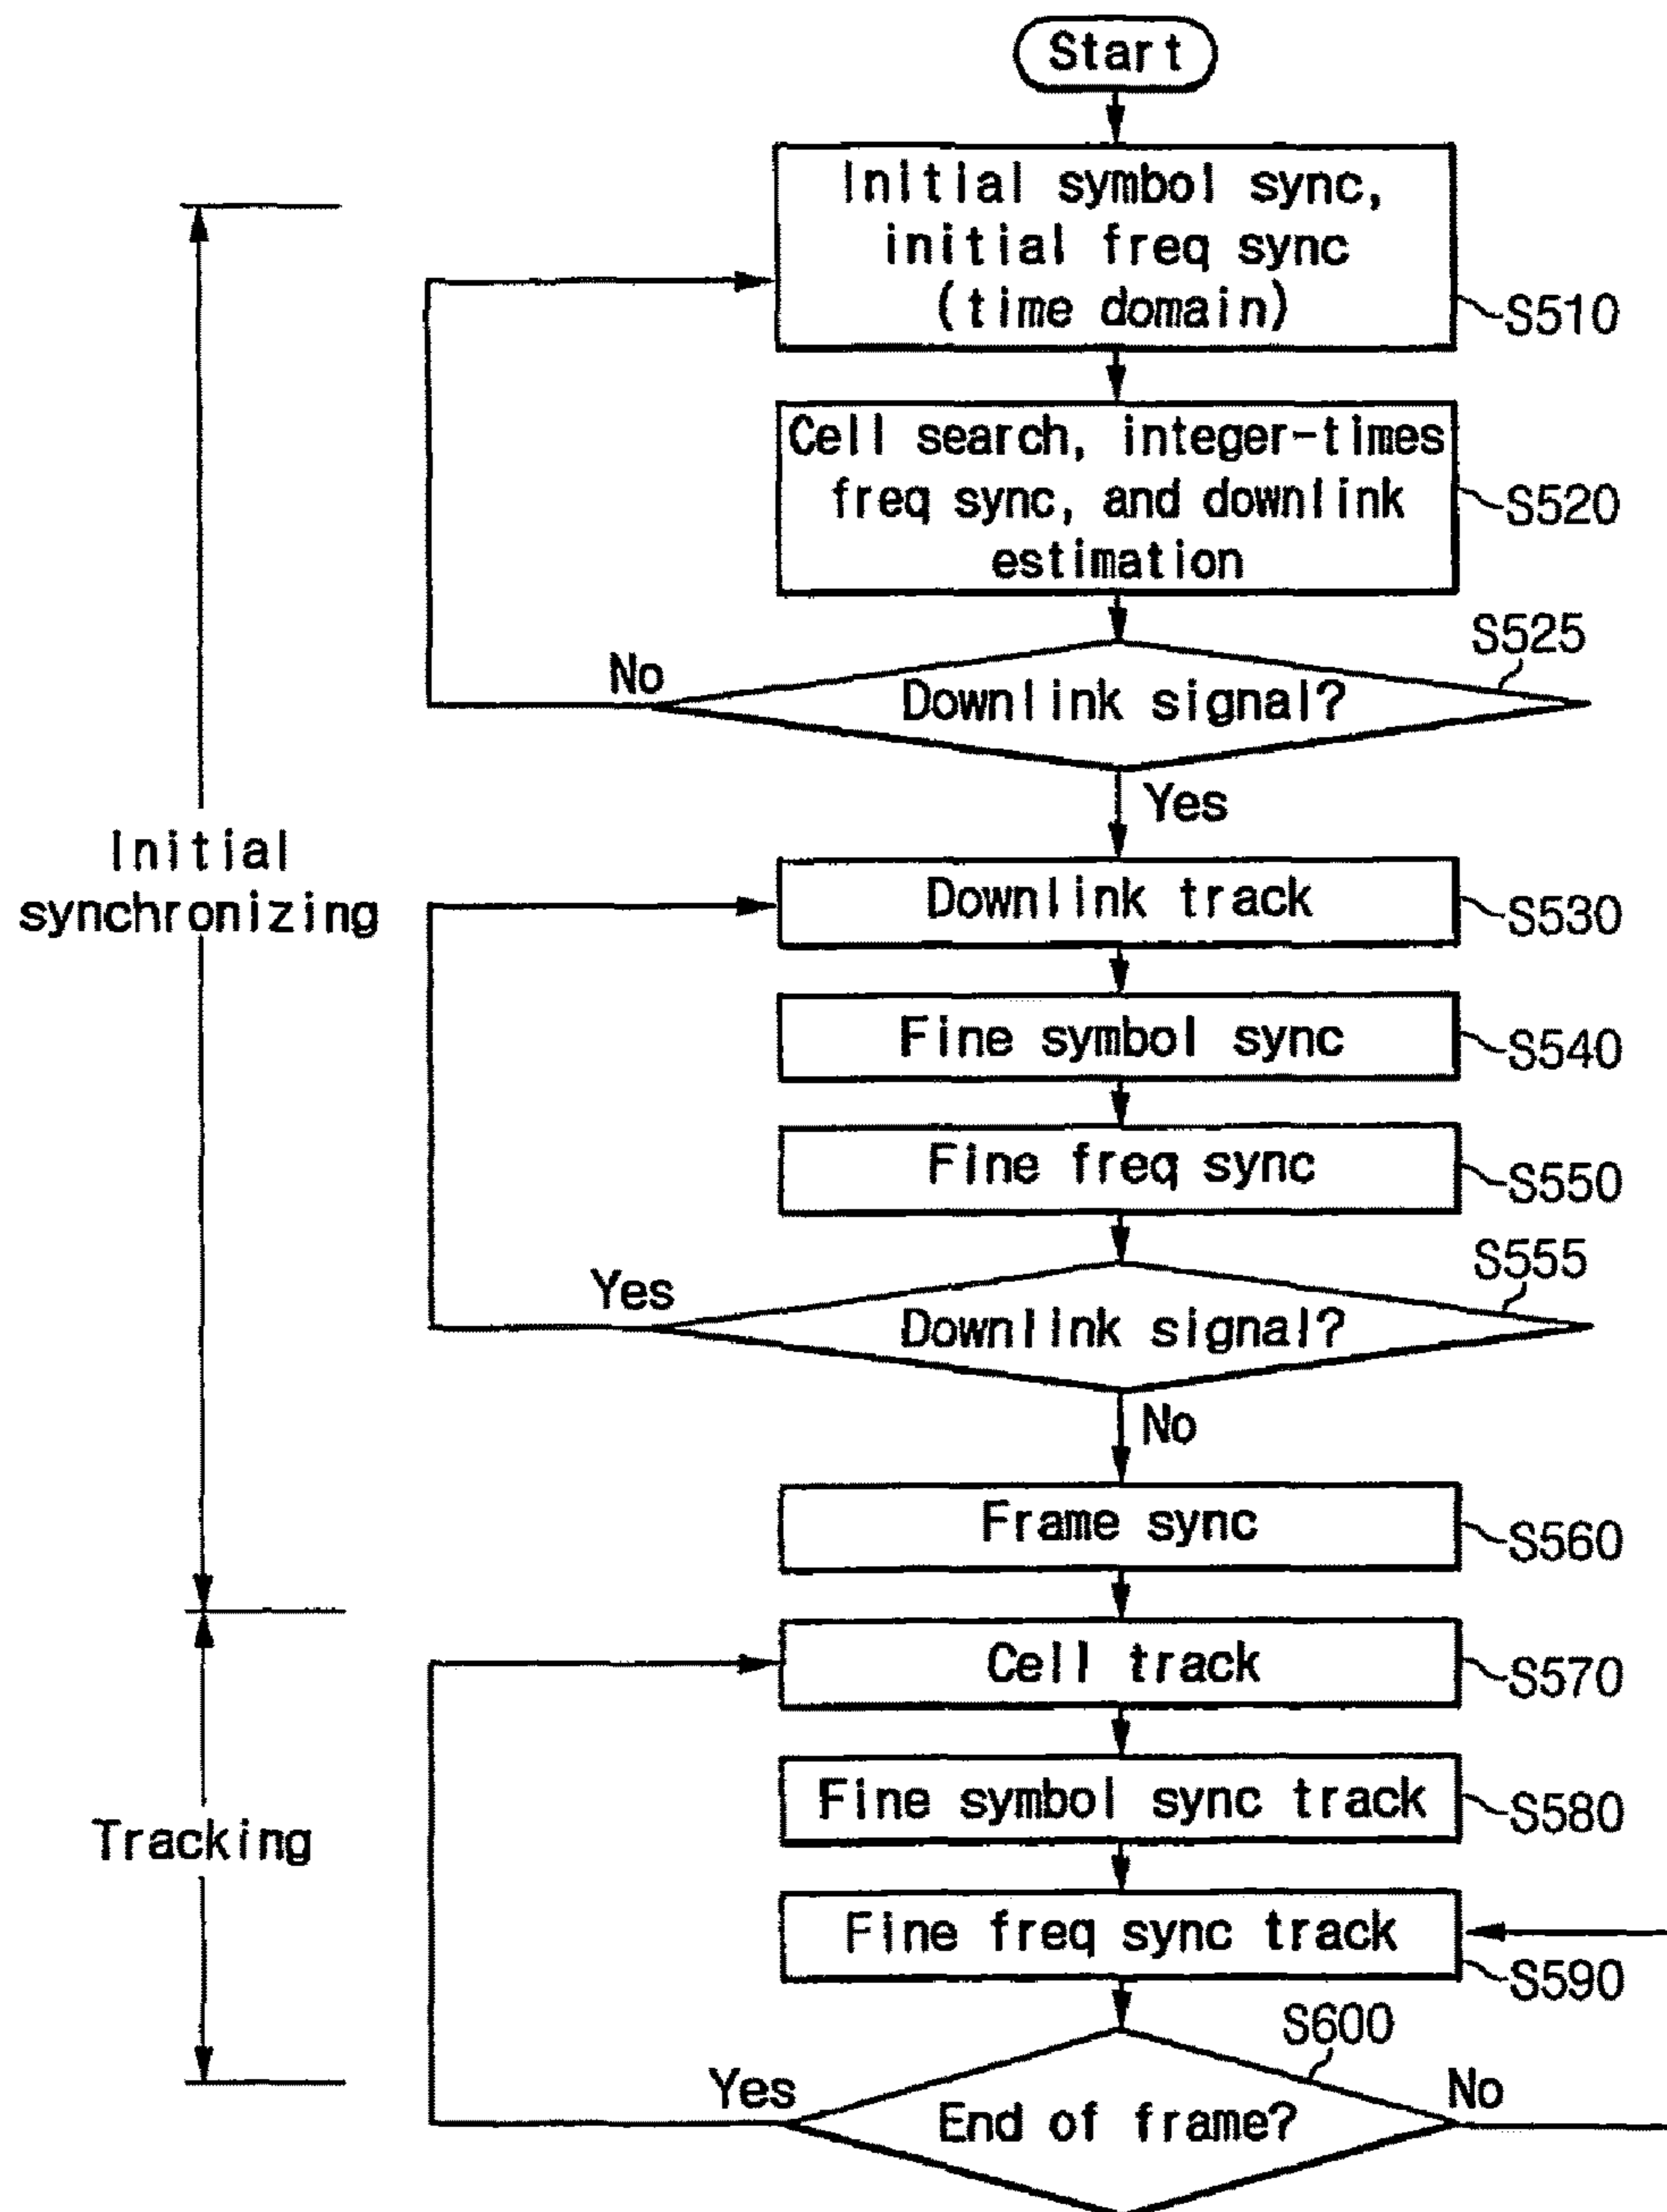 Start
Initial symbol sync,
initial freq sync
(time domain)
S510
Cell search, integer-times
freq sync, and downlink
estimation
S520
S525
No
Downlink signal?
Yes
Initial
synchronizing
Downlink track
S530
Fine symbol sync
S540
Fine freq sync
S550
S555
Yes
Downlink signal?
No
Frame sync
S560
Cell track
S570
Fine symbol sync track
S580
Tracking
Fine freq sync track
S590
S600
Yes
No
End of frame?